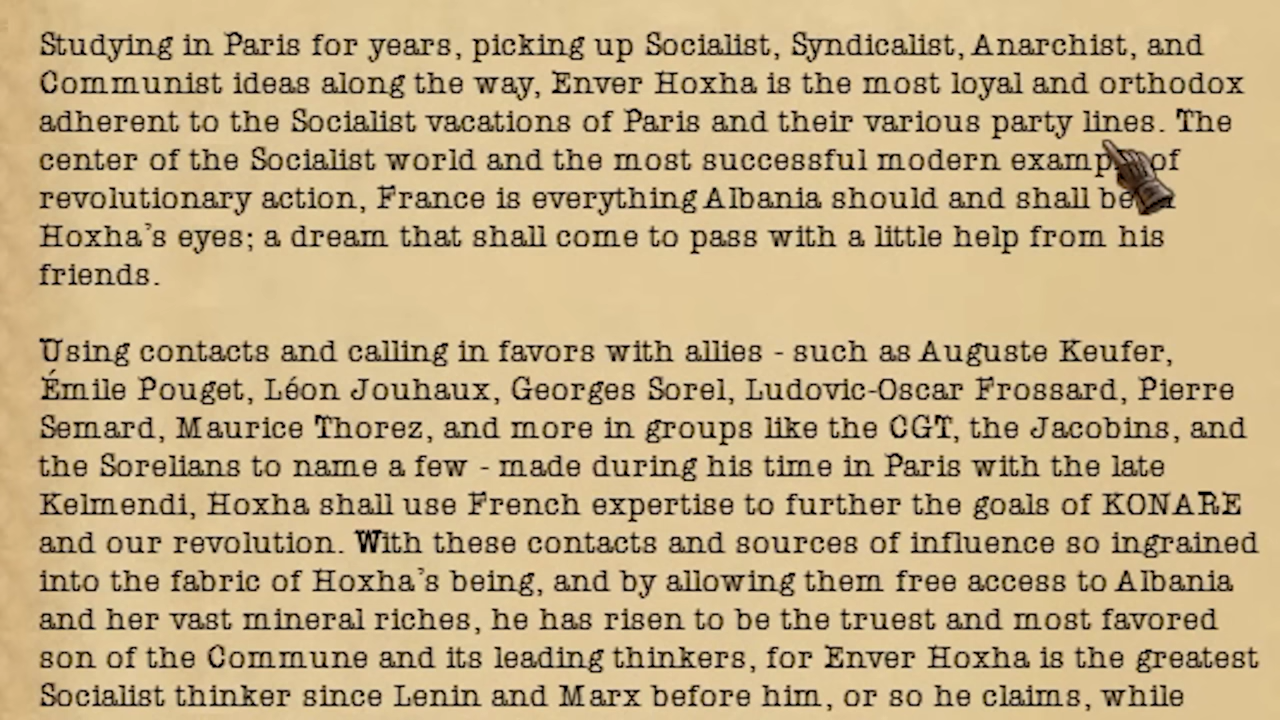 Studying in Paris for years, picking up Socialist, Syndicalist, Anarchist, and
Communist ideas along the way, Enver Hoxha is the most loyal and orthodox
adherent to the Socialist vacations of Paris and their various party lines. The
center of the Socialist world and the most successful modern of
revolutionary action, France is everything Albania should and shall be
Hoxha's eyes; a dream that shall come to pass with a little help from his
friends.
Using contacts and calling in favors with allies - such as Auguste Keufer,
Émile Pouget, Léon Jouhaux, Georges Sorel, Ludovic-Oscar Frossard, Pierre
Semard, Maurice Thorez, and more in groups like the CGT, the Jacobins, and
the Sorelians to name a few - made during his time in Paris with the late
Kelmendi, Hoxha shall use French expertise to further the goals of KONARE
and our revolution. With these contacts and sources of influence so ingrained
into the fabric of Hoxha's being, and by allowing them free access to Albania
and her vast mineral riches, he has risen to be the truest and most favored
son of the Commune and its leading thinkers, for Enver Hoxha is the greatest
Socialist thinker since Lenin and Marx before him, or so he claims, while